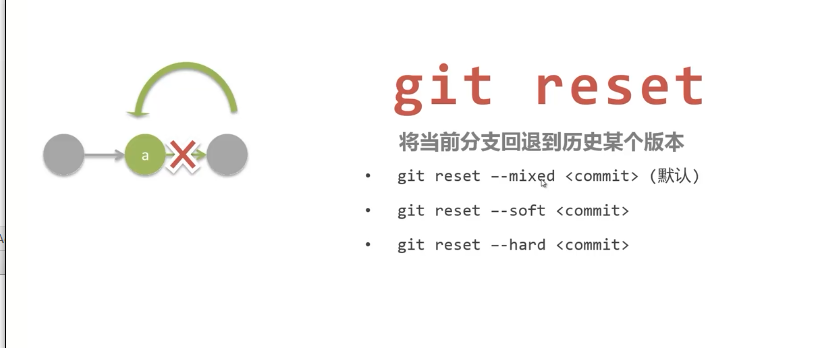 git reset
将当前分支回退到历史某个版本
a
• git reset --mixed <commit> (默认)
• git reset --soft <commit>
• git reset --hard <commit>